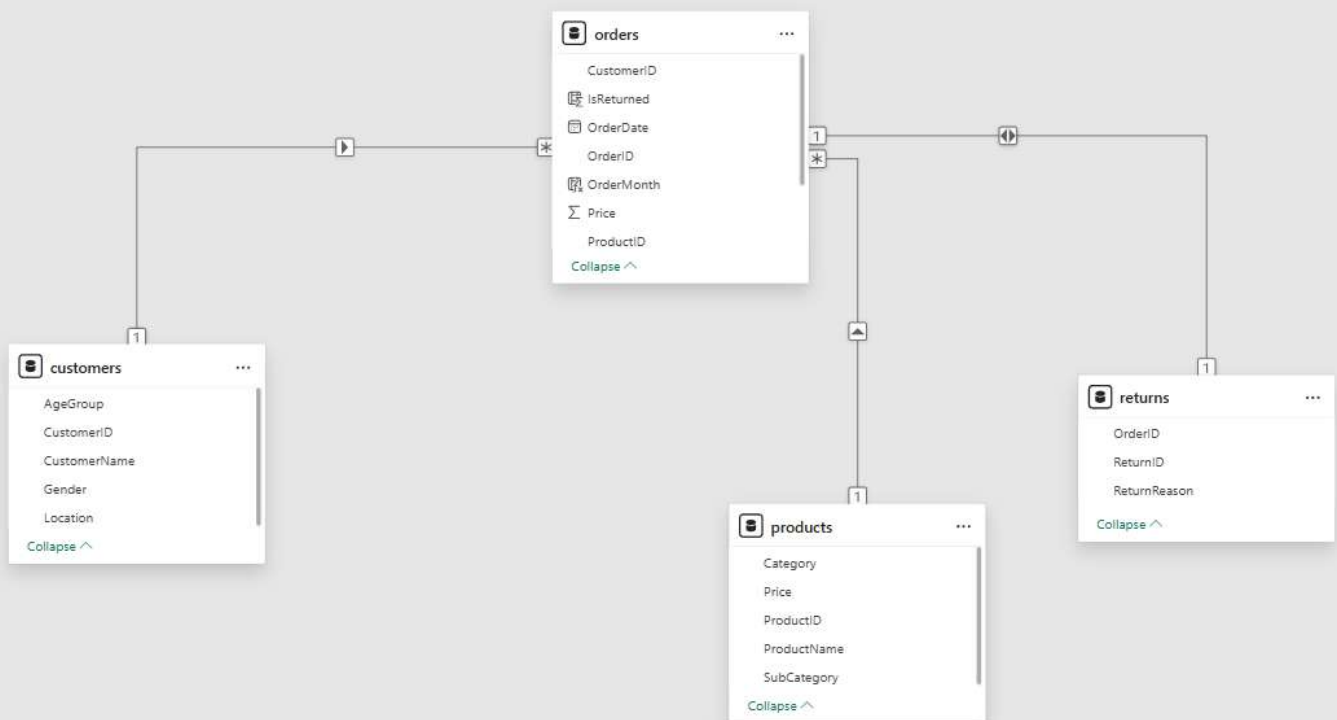 orders
...
CustomerID
IsReturned
OrderDate
OrderID
OrderMonth
Σ Price
ProductID
Collapse
*
1
*
1
1
1
customers
...
AgeGroup
CustomerID
CustomerName
Gender
Location
Collapse
returns
...
OrderID
ReturnID
ReturnReason
Collapse
products
...
Category
Price
ProductID
ProductName
SubCategory
Collapse